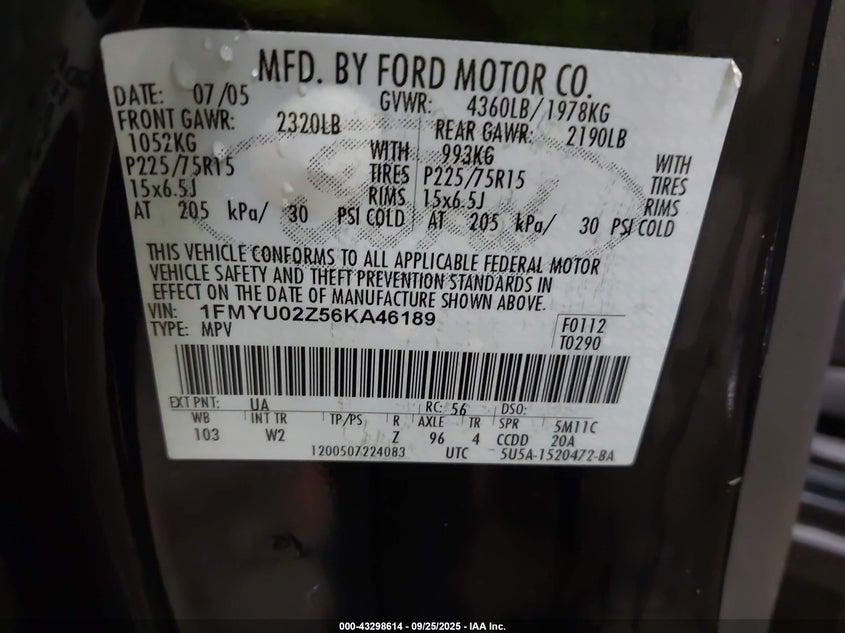 MFD. BY FORD MOTOR CO.
DATE: 07/05 GVWR: 4360LB/1978KG
FRONT GAWR: 2320LB REAR GAWR: 2190LB
1052KG WITH 993KG WITH
P225/75R15 TIRES P225/75R15 TIRES
15x6.5J RIMS 15x6.5J RIMS
AT 205 kPa/ 30 PSI COLD AT 205 kPa/ 30 PSI COLD
THIS VEHICLE CONFORMS TO ALL APPLICABLE FEDERAL MOTOR
VEHICLE SAFETY AND THEFT PREVENTION STANDARDS IN
EFFECT ON THE DATE OF MANUFACTURE SHOWN ABOVE.
VIN: 1FMYU02Z56KA46189 F0112
TYPE: MPV T0290
EXT PNT: UA RC: 56 DSO:
WB INT TR TP/PS R AXLE TR SPR 5M11C
103 W2 Z 96 4 CCDD 20A
1200507224083 UTC 5U5A-1520472-BA
000-43298614 - 09/25/2025 - IAA Inc.